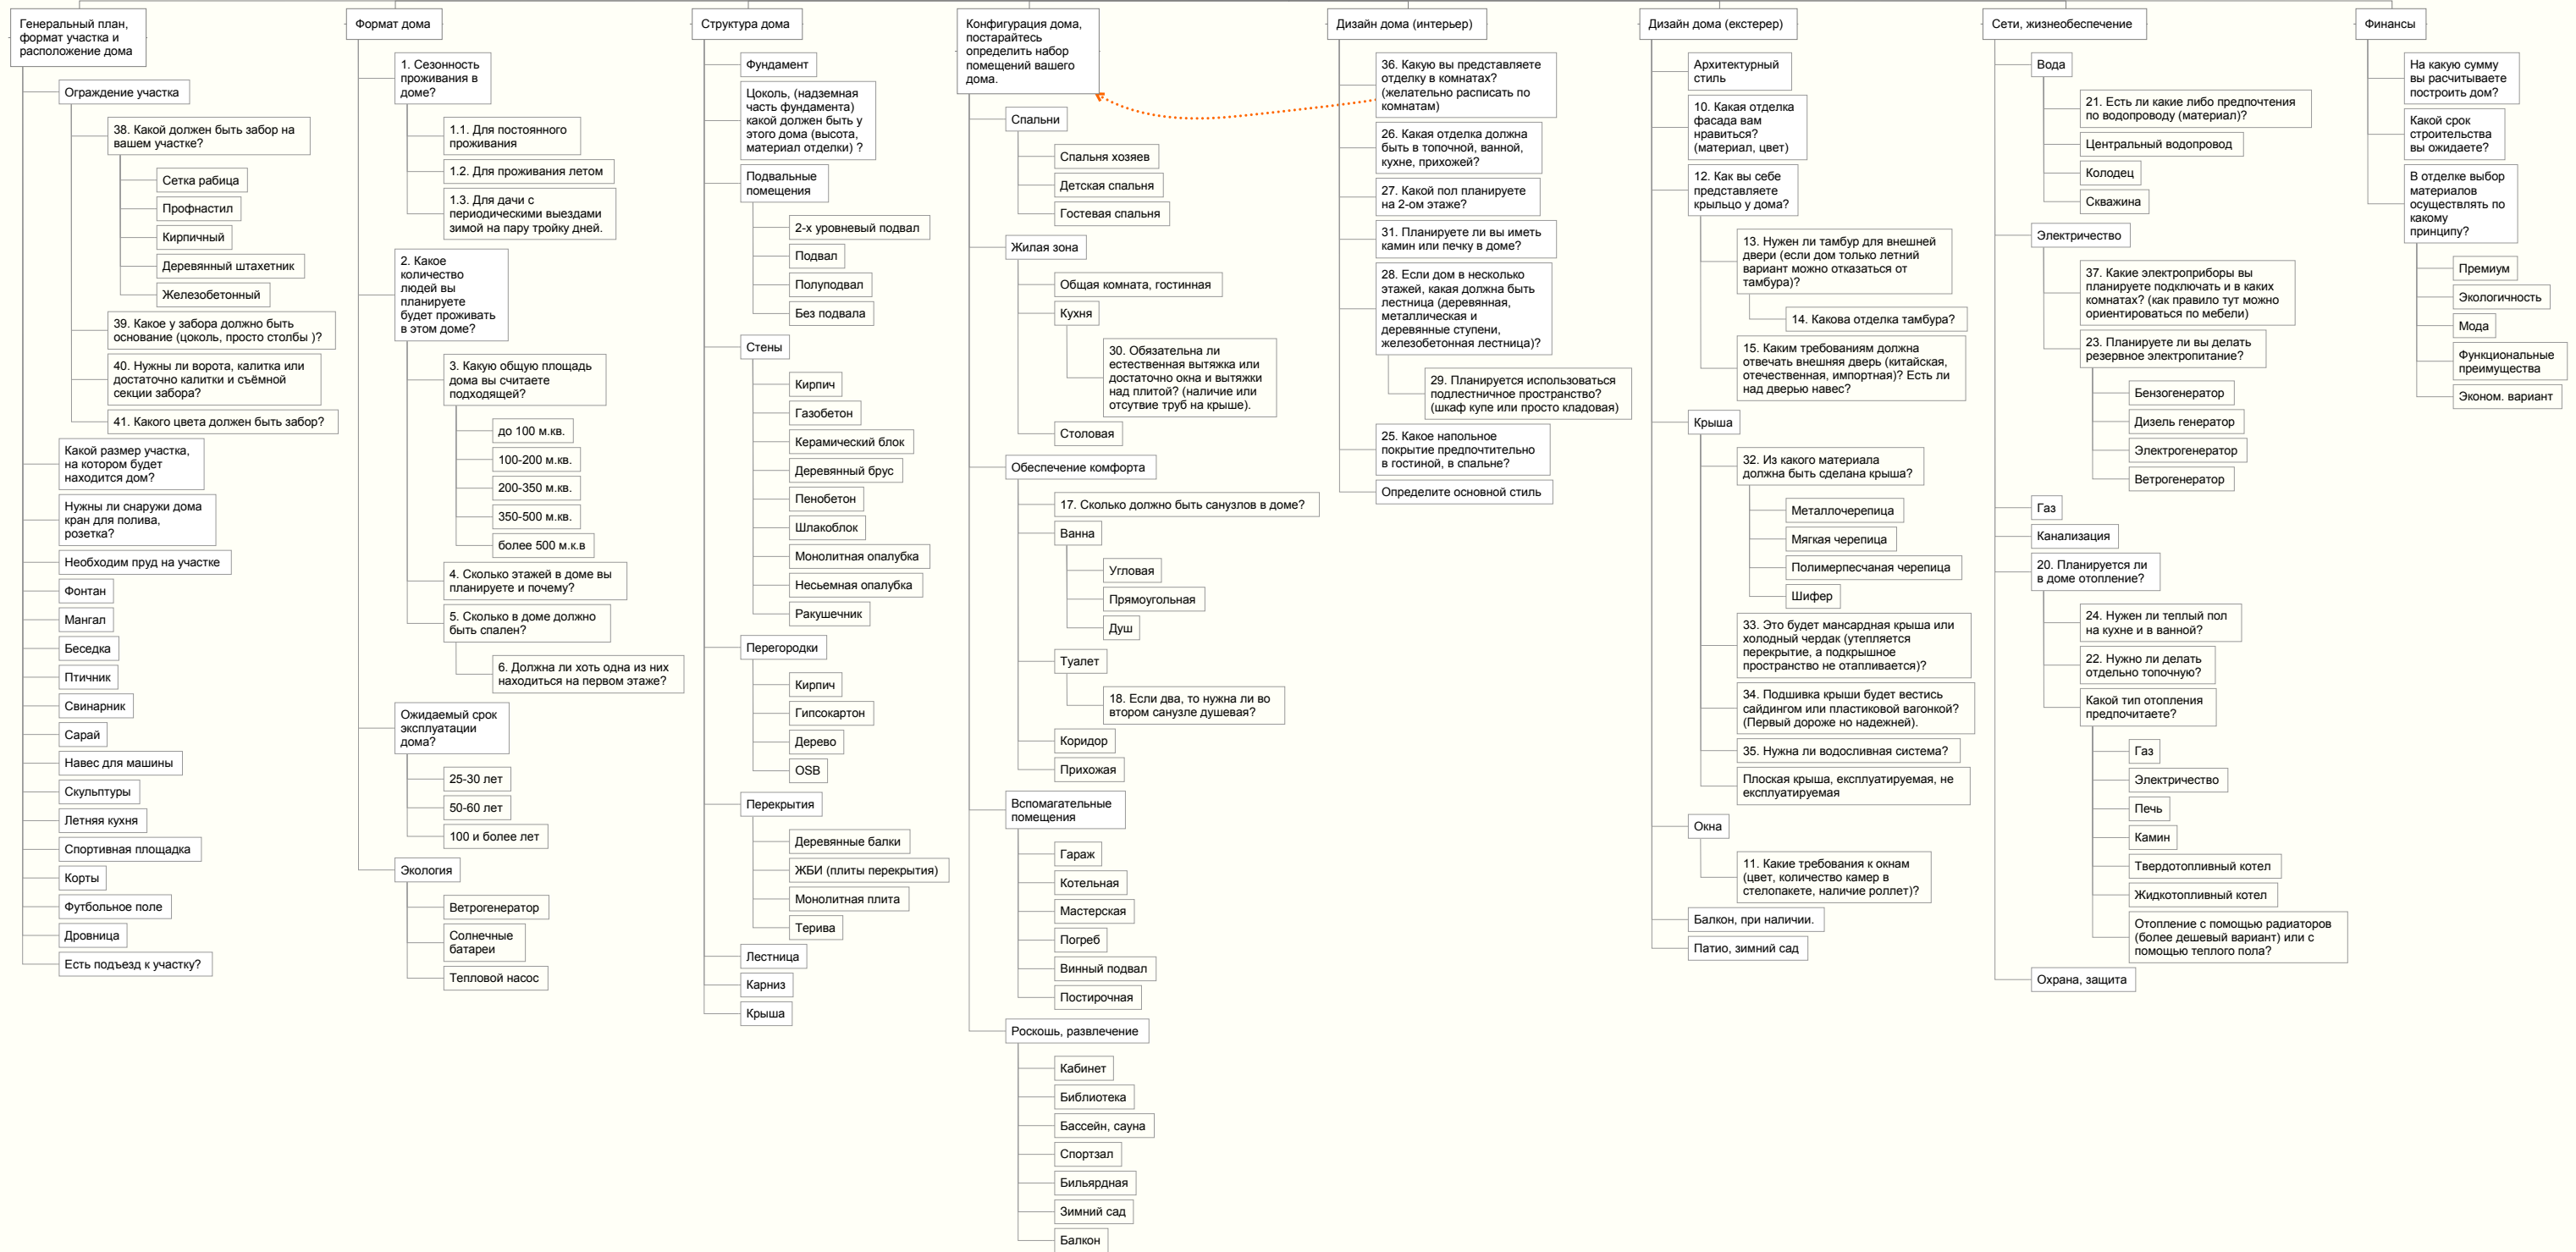 Генеральный план,
формат участка и
расположение дома
Ограждение участка
38. Какой должен быть забор на
вашем участке?
Сетка рабица
Профнастил
Кирпичный
Деревянный штахетник
Железобетонный
39. Какое у забора должно быть
основание (цоколь, просто столбы )?
40. Нужны ли ворота, калитка или
достаточно калитки и съёмной
секции забора?
41. Какого цвета должен быть забор?
Какой размер участка,
на котором будет
находится дом?
Нужны ли снаружи дома
кран для полива,
розетка?
Необходим пруд на участке
Фонтан
Мангал
Беседка
Птичник
Свинарник
Сарай
Навес для машины
Скульптуры
Летняя кухня
Спортивная площадка
Корты
Футбольное поле
Дровница
Есть подъезд к участку?
Формат дома
1. Сезонность
проживания в
доме?
1.1. Для постоянного
проживания
1.2. Для проживания летом
1.3. Для дачи с
периодическими выездами
зимой на пару тройку дней.
2. Какое
количество
людей вы
планируете
будет проживать
в этом доме?
3. Какую общую площадь
дома вы считаете
подходящей?
до 100 м.кв.
100-200 м.кв.
200-350 м.кв.
350-500 м.кв.
более 500 м.к.в
4. Сколько этажей в доме вы
планируете и почему?
5. Сколько в доме должно
быть спален?
6. Должна ли хоть одна из них
находиться на первом этаже?
Ожидаемый срок
эксплуатации
дома?
25-30 лет
50-60 лет
100 и более лет
Экология
Ветрогенератор
Солнечные
батареи
Тепловой насос
Структура дома
Фундамент
Цоколь, (надземная
часть фундамента)
какой должен быть у
этого дома (высота,
материал отделки) ?
Подвальные
помещения
2-х уровневый подвал
Подвал
Полуподвал
Без подвала
Стены
Кирпич
Газобетон
Керамический блок
Деревянный брус
Пенобетон
Шлакоблок
Монолитная опалубка
Несьемная опалубка
Ракушечник
Перегородки
Кирпич
Гипсокартон
Дерево
OSB
Перекрытия
Деревянные балки
ЖБИ (плиты перекрытия)
Монолитная плита
Терива
Лестница
Карниз
Крыша
Конфигурация дома,
постарайтесь
определить набор
помещений вашего
дома.
Спальни
Спальня хозяев
Детская спальня
Гостевая спальня
Жилая зона
Общая комната, гостинная
Кухня
30. Обязательна ли
естественная вытяжка или
достаточно окна и вытяжки
над плитой? (наличие или
отсутвие труб на крыше).
Столовая
Обеспечение комфорта
17. Сколько должно быть санузлов в доме?
Ванна
Угловая
Прямоугольная
Душ
Туалет
18. Если два, то нужна ли во
втором санузле душевая?
Коридор
Прихожая
Вспомагательные
помещения
Гараж
Котельная
Мастерская
Погреб
Винный подвал
Постирочная
Роскошь, развлечение
Кабинет
Библиотека
Бассейн, сауна
Спортзал
Бильярдная
Зимний сад
Балкон
Дизайн дома (интерьер)
36. Какую вы представляете
отделку в комнатах?
(желательно расписать по
комнатам)
26. Какая отделка должна
быть в топочной, ванной,
кухне, прихожей?
27. Какой пол планируете
на 2-ом этаже?
31. Планируете ли вы иметь
камин или печку в доме?
28. Если дом в несколько
этажей, какая должна быть
лестница (деревянная,
металлическая и
деревянные ступени,
железобетонная лестница)?
29. Планируется использоваться
подлестничное пространство?
(шкаф купе или просто кладовая)
25. Какое напольное
покрытие предпочтительно
в гостиной, в спальне?
Определите основной стиль
Дизайн дома (екстерер)
Архитектурный
стиль
10. Какая отделка
фасада вам
нравиться?
(материал, цвет)
12. Как вы себе
представляете
крыльцо у дома?
13. Нужен ли тамбур для внешней
двери (если дом только летний
вариант можно отказаться от
тамбура)?
14. Какова отделка тамбура?
15. Каким требованиям должна
отвечать внешняя дверь (китайская,
отечественная, импортная)? Есть ли
над дверью навес?
Крыша
32. Из какого материала
должна быть сделана крыша?
Металлочерепица
Мягкая черепица
Полимерпесчаная черепица
Шифер
33. Это будет мансардная крыша или
холодный чердак (утепляется
перекрытие, а подкрышное
пространство не отапливается)?
34. Подшивка крыши будет вестись
сайдингом или пластиковой вагонкой?
(Первый дороже но надежней).
35. Нужна ли водосливная система?
Плоская крыша, експлуатируемая, не
експлуатируемая
Окна
11. Какие требования к окнам
(цвет, количество камер в
стелопакете, наличие роллет)?
Балкон, при наличии.
Патио, зимний сад
Сети, жизнеобеспечение
Вода
21. Есть ли какие либо предпочтения
по водопроводу (материал)?
Центральный водопровод
Колодец
Скважина
Электричество
37. Какие электроприборы вы
планируете подключать и в каких
комнатах? (как правило тут можно
ориентироваться по мебели)
23. Планируете ли вы делать
резервное электропитание?
Бензогенератор
Дизель генератор
Электрогенератор
Ветрогенератор
Газ
Канализация
20. Планируется ли
в доме отопление?
24. Нужен ли теплый пол
на кухне и в ванной?
22. Нужно ли делать
отдельно топочную?
Какой тип отопления
предпочитаете?
Газ
Электричество
Печь
Камин
Твердотопливный котел
Жидкотопливный котел
Отопление с помощью радиаторов
(более дешевый вариант) или с
помощью теплого пола?
Охрана, защита
Финансы
На какую сумму
вы расчитываете
построить дом?
Какой срок
строительства
вы ожидаете?
В отделке выбор
материалов
осуществлять по
какому
принципу?
Премиум
Экологичность
Мода
Функциональные
преимущества
Эконом. вариант